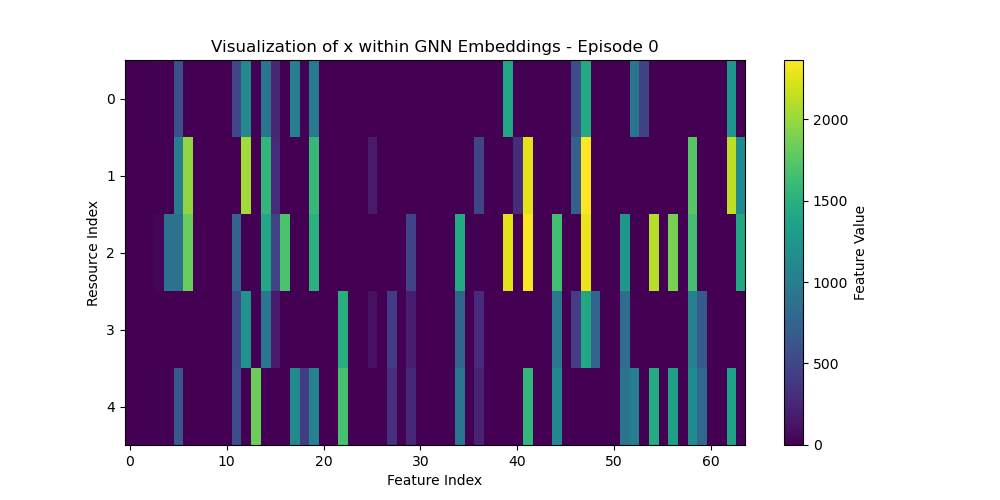 Visualization of x within GNN Embeddings - Episode 0
Resource Index
0
1
2
3
4
0 10 20 30 40 50 60
Feature Index
2000
1500
1000
500
0
Feature Value